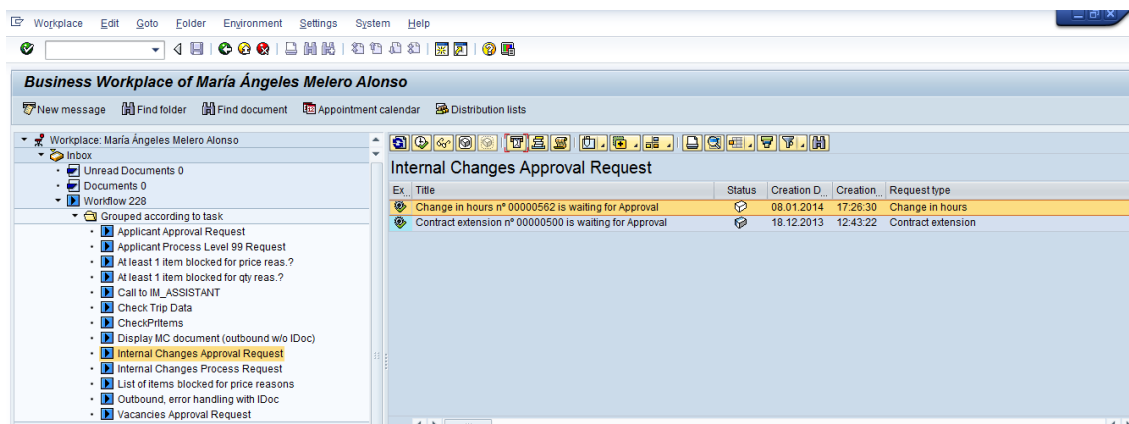 Workplace Edit Goto Folder Environment Settings System Help
Business Workplace of María Ángeles Melero Alonso
New message Find folder Find document Appointment calendar Distribution lists
Workplace: María Ángeles Melero Alonso
Inbox
Unread Documents 0
Documents 0
Workflow 228
Grouped according to task
Applicant Approval Request
Applicant Process Level 99 Request
At least 1 item blocked for price reas.?
At least 1 item blocked for qty reas.?
Call to IM_ASSISTANT
Check Trip Data
CheckPrItems
Display MC document (outbound w/o IDoc)
Internal Changes Approval Request
Internal Changes Process Request
List of items blocked for price reasons
Outbound, error handling with IDoc
Vacancies Approval Request
Internal Changes Approval Request
Ex... Title Status Creation D... Creation... Request type
Change in hours nº 00000562 is waiting for Approval 08.01.2014 17:26:30 Change in hours
Contract extension nº 00000500 is waiting for Approval 18.12.2013 12:43:22 Contract extension